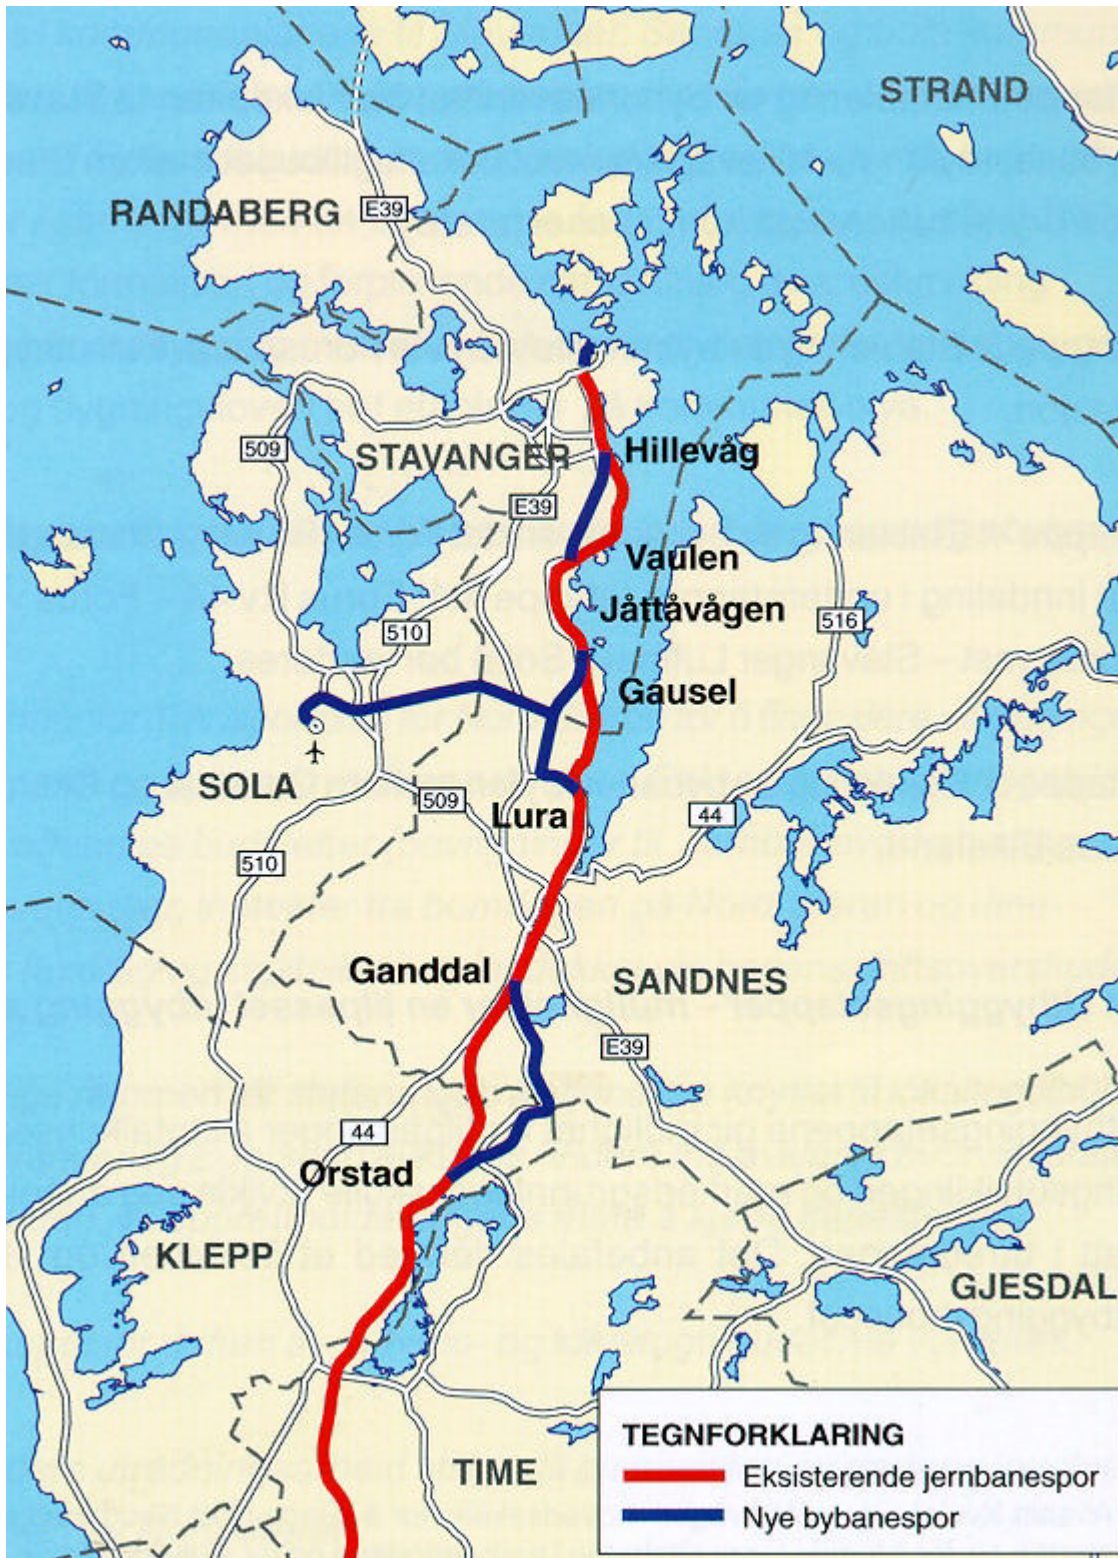 STRAND
RANDABERG
E39
509
STAVANGER
Hillevåg
E39
Vaulen
Jåttåvågen
510
516
Gausel
SOLA
509
Lura
44
510
Ganddal
SANDNES
E39
44
Orstad
KLEPP
GJESDAL
TIME
TEGNFORKLARING
Eksisterende jernbanespor
Nye bybanespor